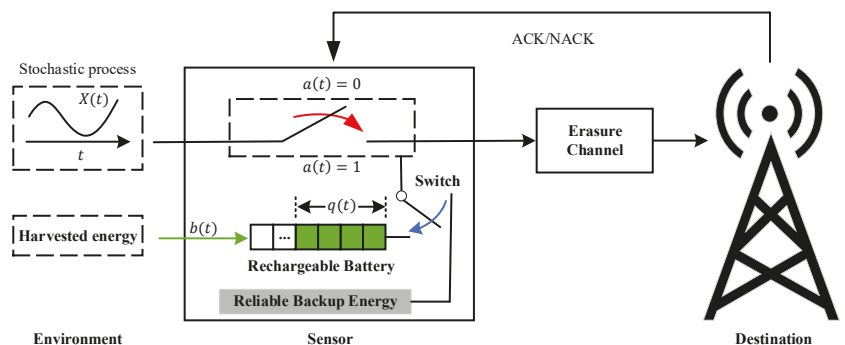 ACK/NACK
Stochastic process
X(t)
t
a(t) = 0
a(t) = 1
Erasure
Channel
Switch
q(t)
Harvested energy
b(t)
...
Rechargeable Battery
Reliable Backup Energy
Environment
Sensor
Destination